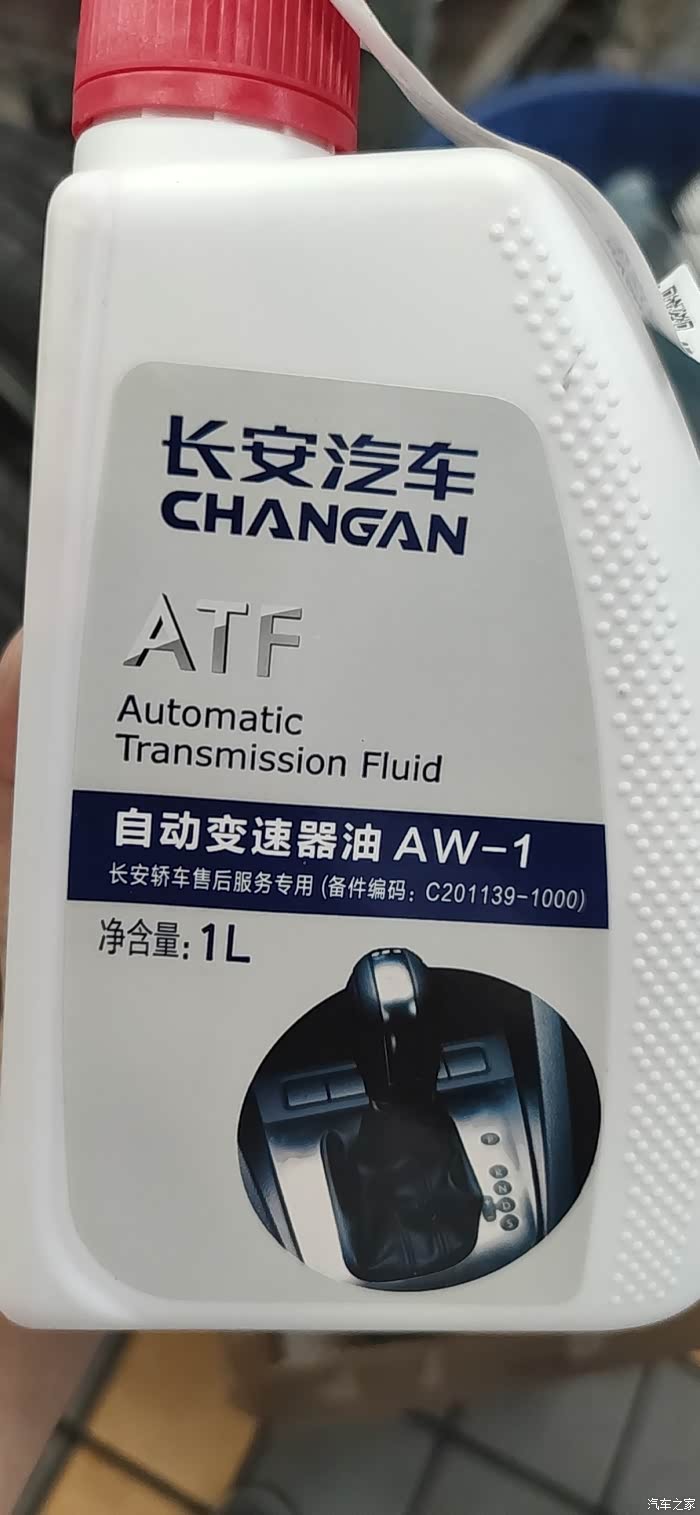 长安汽车
CHANGAN
ATF
Automatic
Transmission Fluid
自动变速器油 AW-1
长安轿车售后服务专用 (备件编码: C201139-1000)
净含量: 1L
P
R
N
D
S
汽车之家